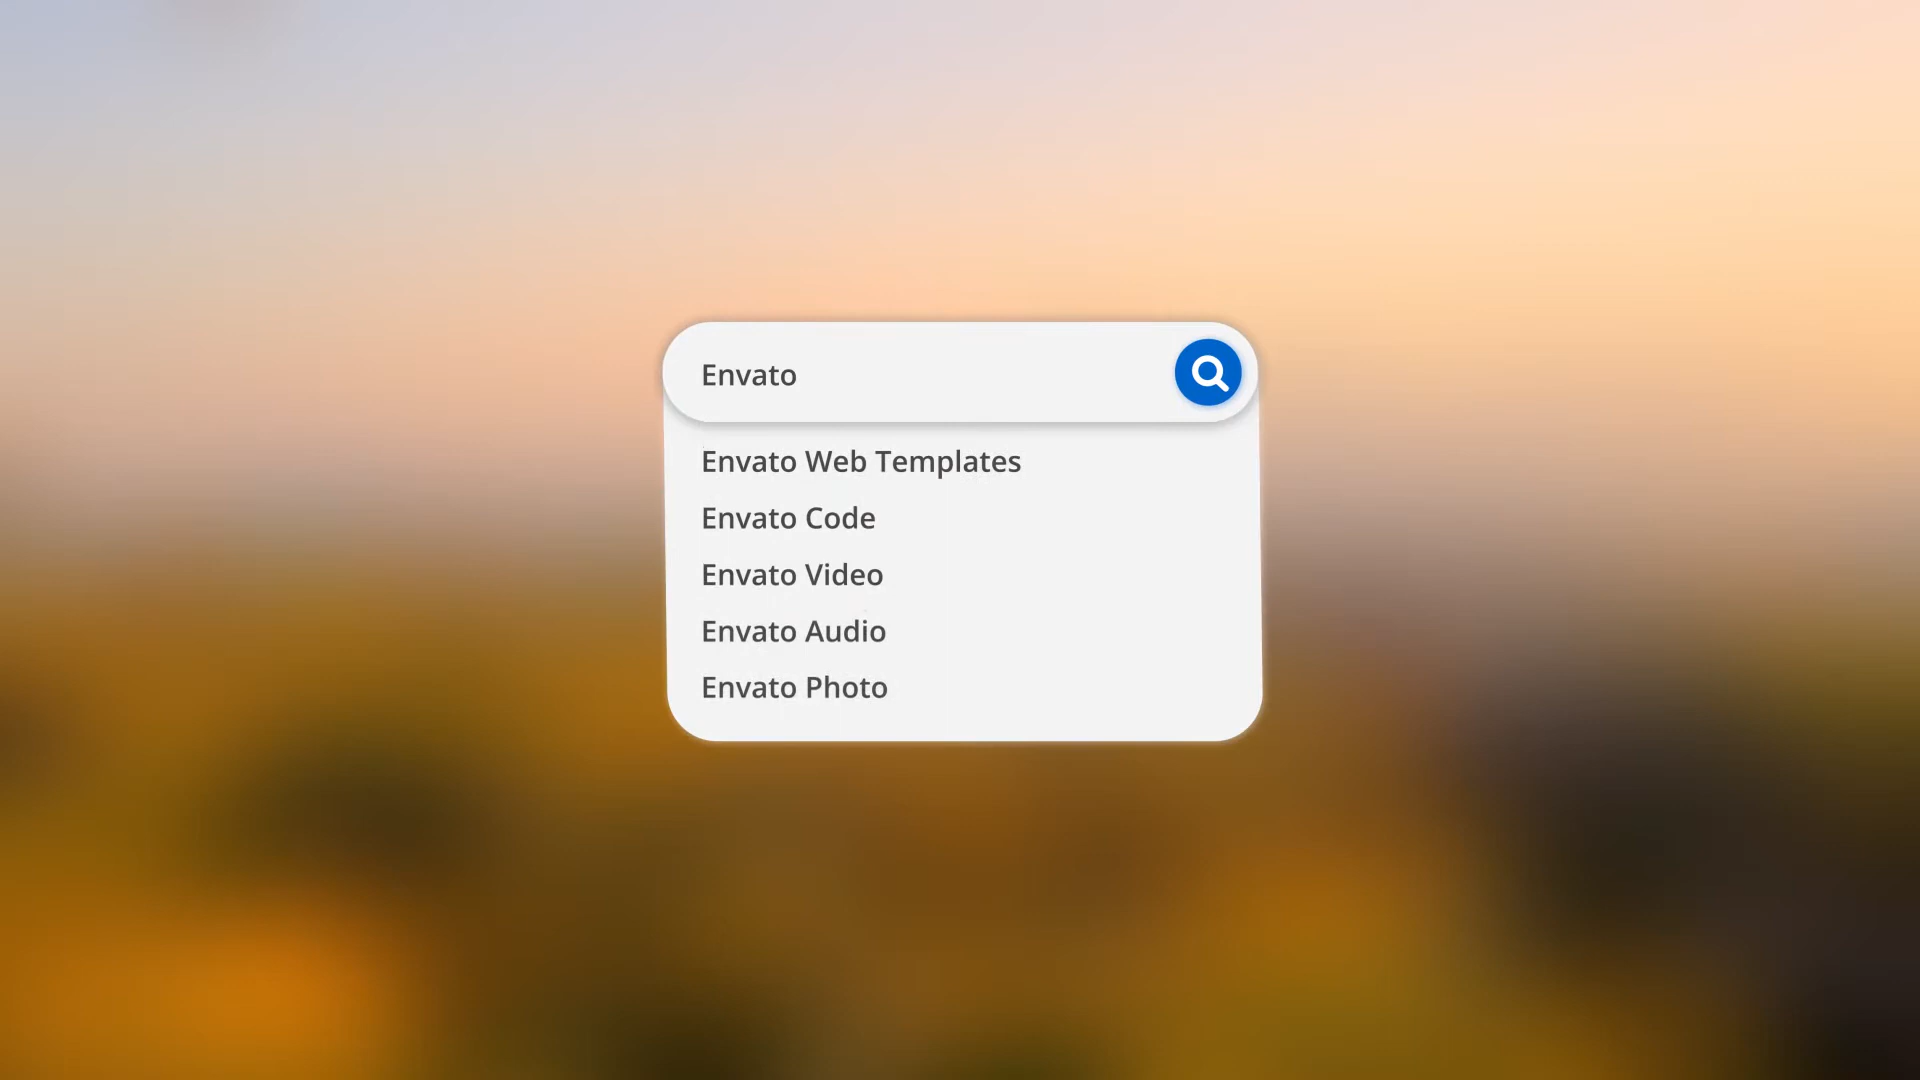 Envato
Envato Web Templates
Envato Code
Envato Video
Envato Audio
Envato Photo